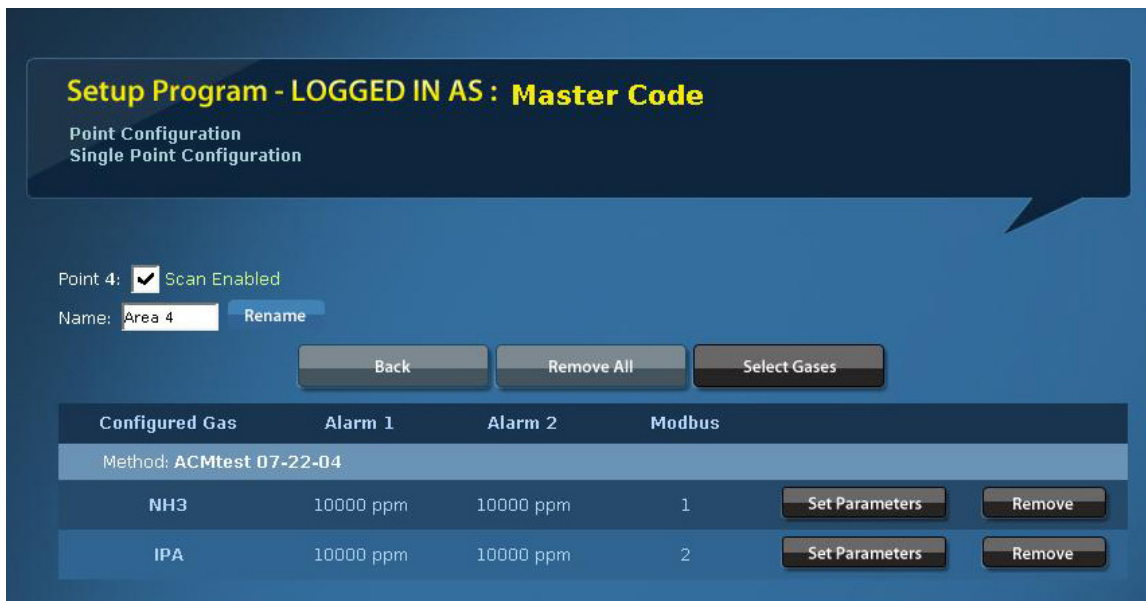 Setup Program - LOGGED IN AS : Master Code
Point Configuration
Single Point Configuration
Point 4: Scan Enabled
Name: Area 4 Rename
Back Remove All Select Gases
Configured Gas Alarm 1 Alarm 2 Modbus
Method: ACMtest 07-22-04
NH3 10000 ppm 10000 ppm 1 Set Parameters Remove
IPA 10000 ppm 10000 ppm 2 Set Parameters Remove